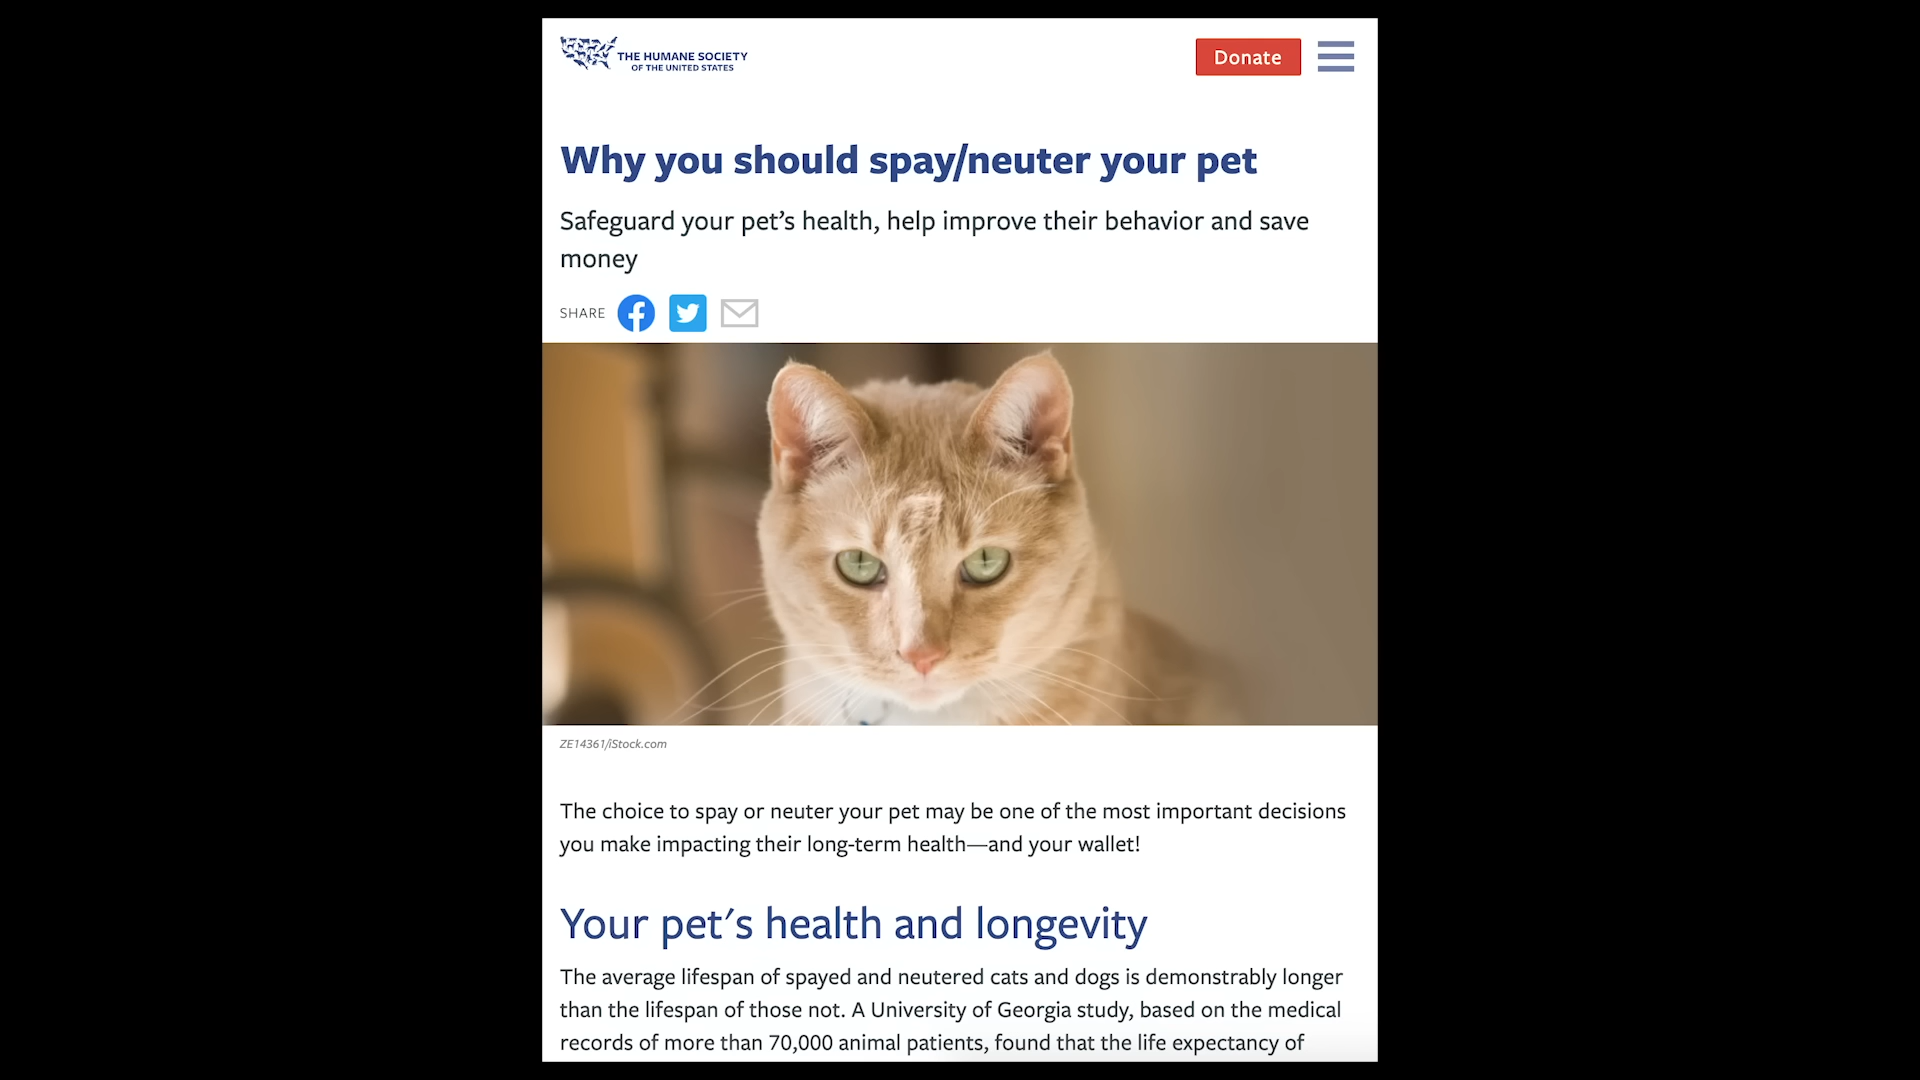 THE HUMANE SOCIETY
OF THE UNITED STATES
Donate
Why you should spay/neuter your pet
Safeguard your pet’s health, help improve their behavior and save
money
SHARE
ZE14361/iStock.com
The choice to spay or neuter your pet may be one of the most important decisions
you make impacting their long-term health—and your wallet!
Your pet's health and longevity
The average lifespan of spayed and neutered cats and dogs is demonstrably longer
than the lifespan of those not. A University of Georgia study, based on the medical
records of more than 70,000 animal patients, found that the life expectancy of